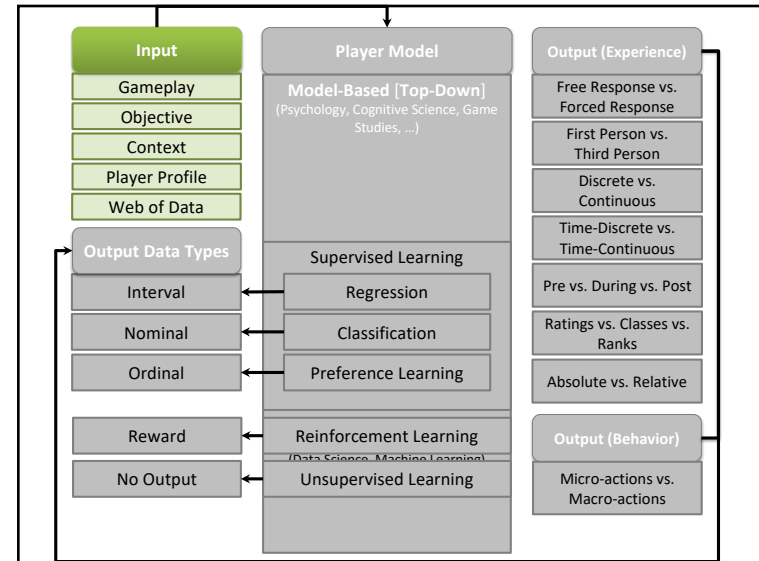 Input
Gameplay
Objective
Context
Player Profile
Web of Data
Output Data Types
Interval
Nominal
Ordinal
Reward
No Output
Player Model
Model-Based [Top-Down]
(Psychology, Cognitive Science, Game
Studies, …)
Supervised Learning
Regression
Classification
Preference Learning
Reinforcement Learning
(Data Science, Machine Learning)
Unsupervised Learning
Output (Experience)
Free Response vs.
Forced Response
First Person vs.
Third Person
Discrete vs.
Continuous
Time-Discrete vs.
Time-Continuous
Pre vs. During vs. Post
Ratings vs. Classes vs.
Ranks
Absolute vs. Relative
Output (Behavior)
Micro-actions vs.
Macro-actions